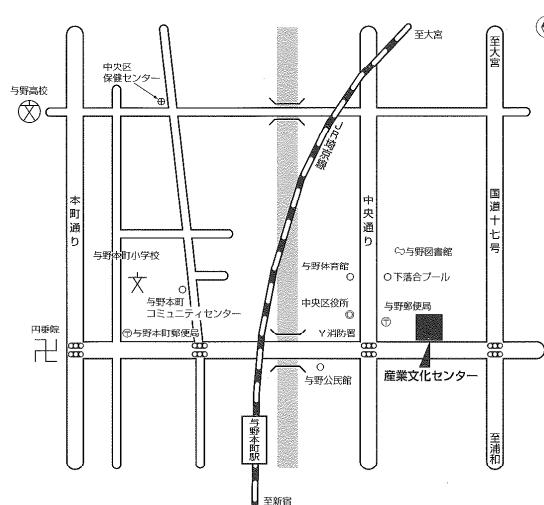 至大宮
至大宮
中央区
保健センター
与野高校
文
JR埼京線
本町通り
中央通り
国道十七号
与野本町小学校
文
与野図書館
与野体育館
下落合プール
与野本町
コミュニティセンター
中央区役所
与野郵便局
円乗院
〒与野本町郵便局
Y消防署
与野公民館
産業文化センター
与野本町駅
至浦和
至新宿